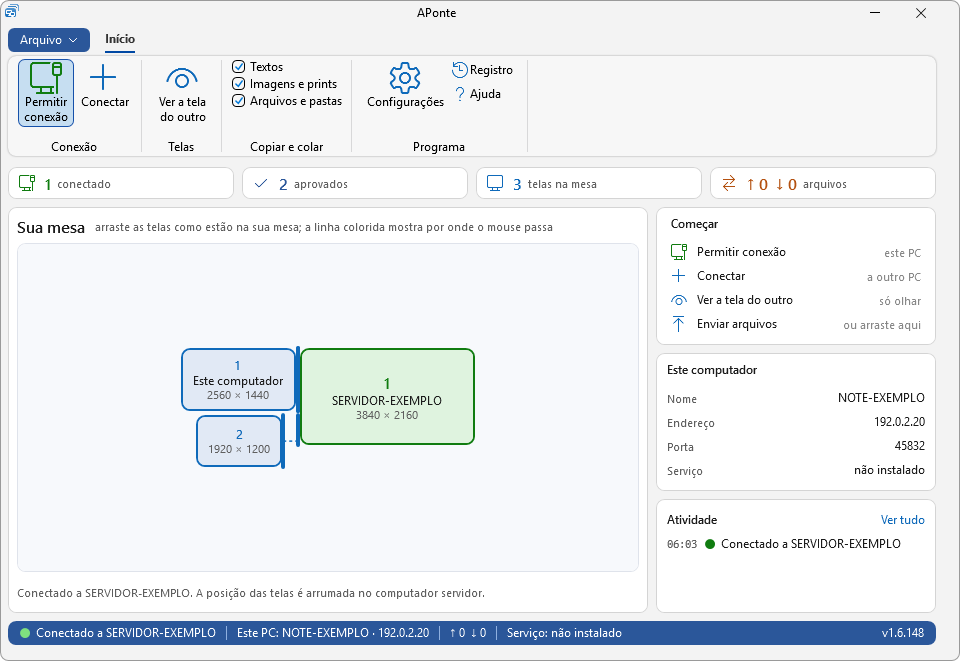 APonte
Arquivo
Início
Permitir conexão
Conectar
Conexão
Ver a tela do outro
Telas
Textos
Imagens e prints
Arquivos e pastas
Copiar e colar
Configurações
Registro
Ajuda
Programa
1 conectado
2 aprovados
3 telas na mesa
↑ 0 ↓ 0 arquivos
Sua mesa arraste as telas como estão na sua mesa; a linha colorida mostra por onde o mouse passa
1
Este computador
2560 × 1440
2
1920 × 1200
1
SERVIDOR-EXEMPLO
3840 × 2160
Conectado a SERVIDOR-EXEMPLO. A posição das telas é arrumada no computador servidor.
Começar
Permitir conexão este PC
Conectar a outro PC
Ver a tela do outro só olhar
Enviar arquivos ou arraste aqui
Este computador
Nome NOTE-EXEMPLO
Endereço 192.0.2.20
Porta 45832
Serviço não instalado
Atividade Ver tudo
06:03 Conectado a SERVIDOR-EXEMPLO
Conectado a SERVIDOR-EXEMPLO Este PC: NOTE-EXEMPLO · 192.0.2.20 ↑ 0 ↓ 0 Serviço: não instalado v1.6.148